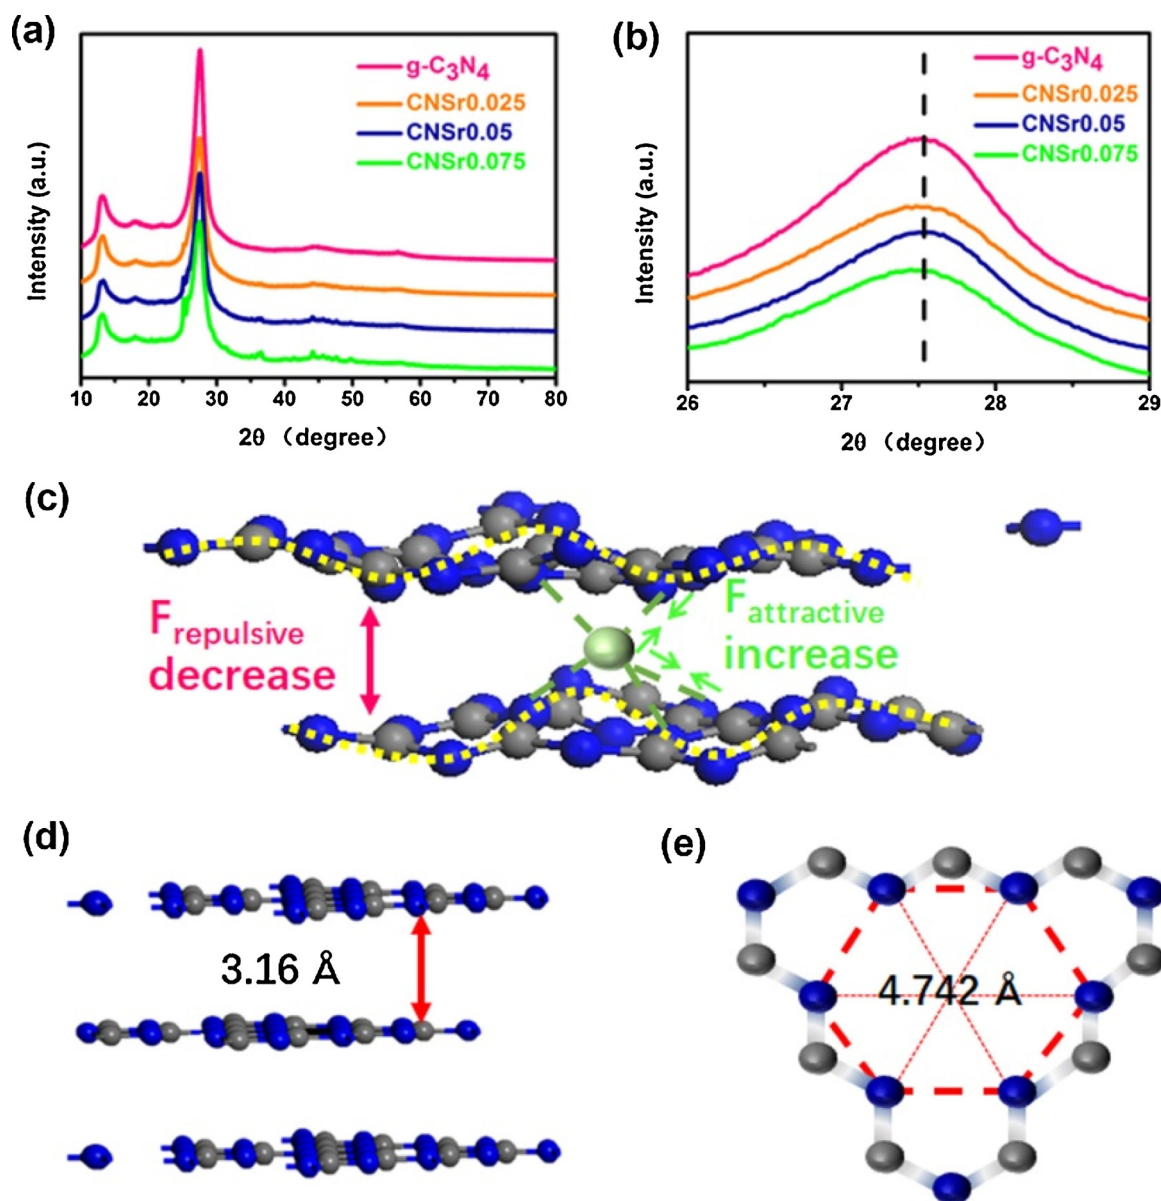 (a)
g-C₃N₄
CNSr0.025
CNSr0.05
CNSr0.075
Intensity (a.u.)
10 20 30 40 50 60 70 80
2θ （degree）
(b)
g-C₃N₄
CNSr0.025
CNSr0.05
CNSr0.075
Intensity (a.u.)
26 27 28 29
2θ （degree）
(c)
F repulsive
decrease
F attractive
increase
(d)
3.16 Å
(e)
4.742 Å